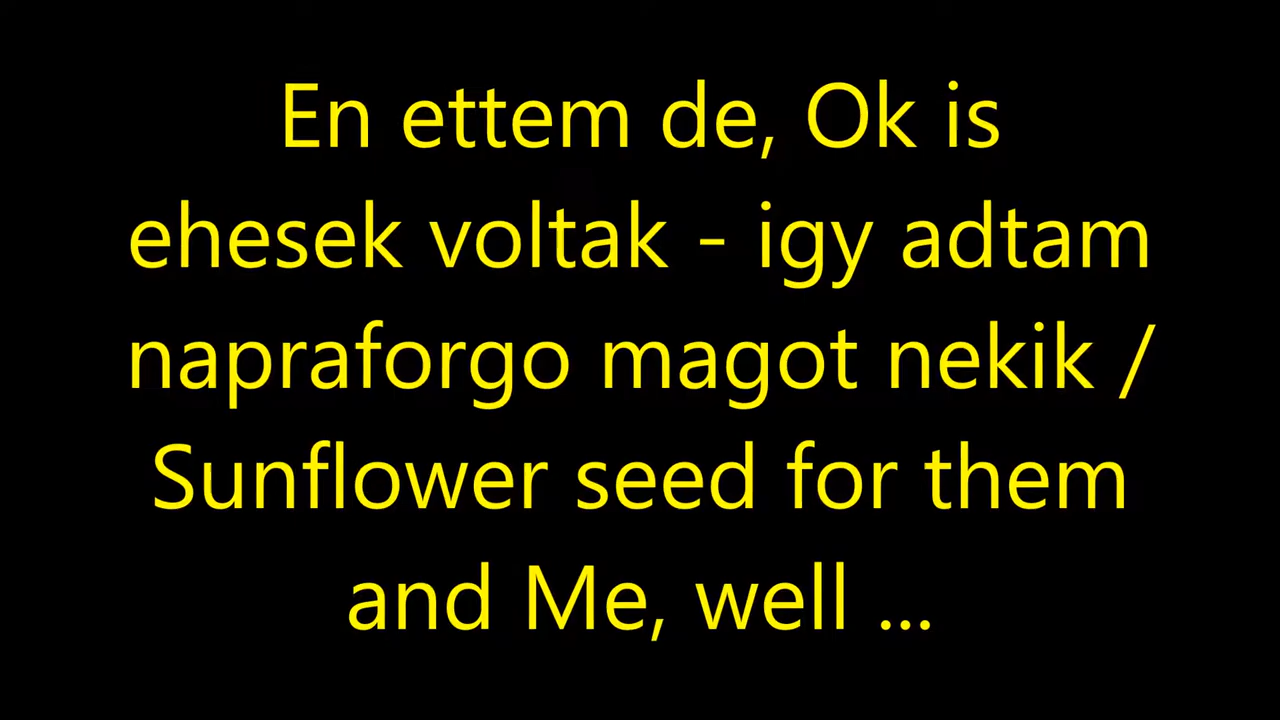 En ettem de, Ok is
ehesek voltak - igy adtam
napraforgo magot nekik /
Sunflower seed for them
and Me, well ...